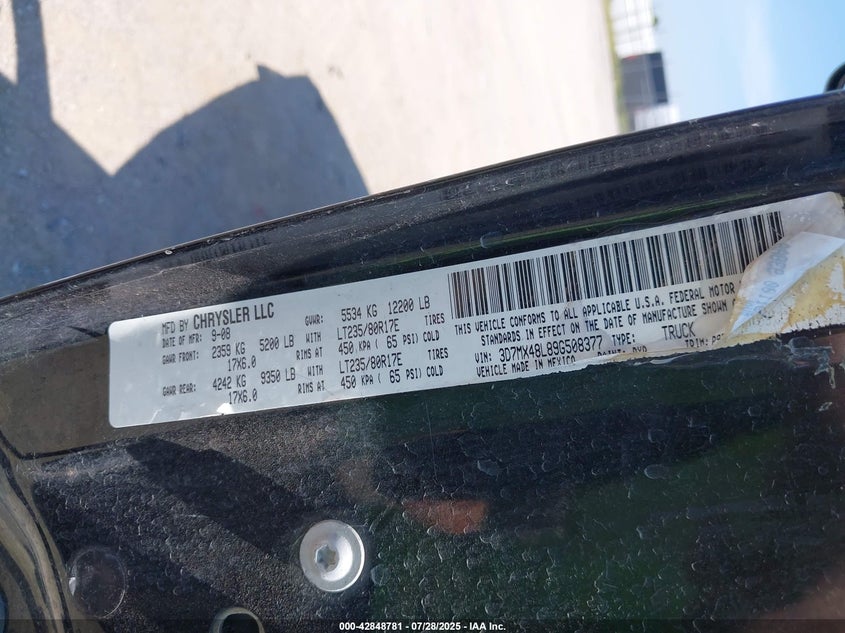 MFD BY CHRYSLER LLC
DATE OF MFR: 9-08 GVWR: 5534 KG 12200 LB
GAWR FRONT: 2359 KG 5200 LB WITH LT235/80R17E TIRES
17X6.0 RIMS AT 450 KPA ( 65 PSI) COLD
GAWR REAR: 4242 KG 9350 LB WITH LT235/80R17E TIRES
17X6.0 RIMS AT 450 KPA ( 65 PSI) COLD
THIS VEHICLE CONFORMS TO ALL APPLICABLE U.S.A. FEDERAL MOTOR
STANDARDS IN EFFECT ON THE DATE OF MANUFACTURE SHOWN
VIN: 3D7MX48L89G508377 TYPE: TRUCK
VEHICLE MADE IN MEXICO
000-42848781 - 07/28/2025 - IAA Inc.